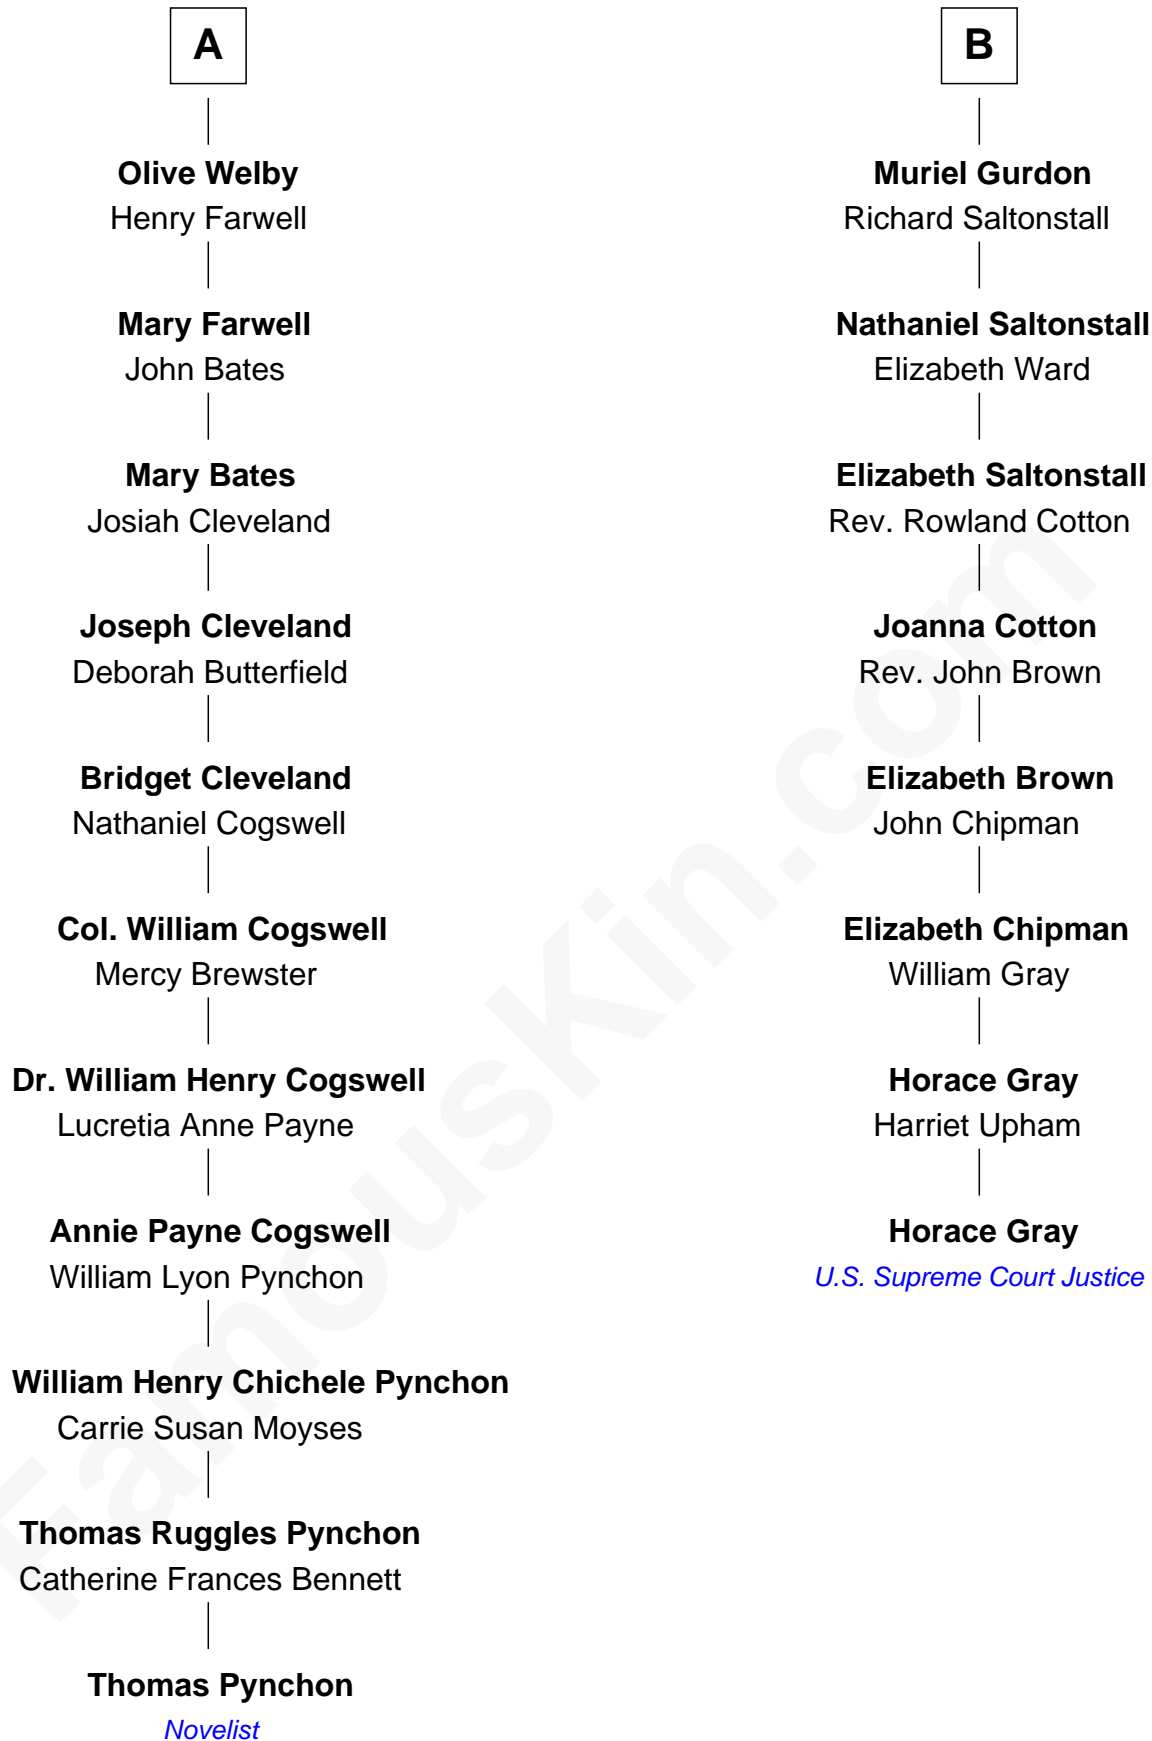 A
Olive Welby
Henry Farwell
Mary Farwell
John Bates
Mary Bates
Josiah Cleveland
Joseph Cleveland
Deborah Butterfield
Bridget Cleveland
Nathaniel Cogswell
Col. William Cogswell
Mercy Brewster
Dr. William Henry Cogswell
Lucretia Anne Payne
Annie Payne Cogswell
William Lyon Pynchon
William Henry Chichele Pynchon
Carrie Susan Moyses
Thomas Ruggles Pynchon
Catherine Frances Bennett
Thomas Pynchon
Novelist
B
Muriel Gurdon
Richard Saltonstall
Nathaniel Saltonstall
Elizabeth Ward
Elizabeth Saltonstall
Rev. Rowland Cotton
Joanna Cotton
Rev. John Brown
Elizabeth Brown
John Chipman
Elizabeth Chipman
William Gray
Horace Gray
Harriet Upham
Horace Gray
U.S. Supreme Court Justice
FamousKin.com